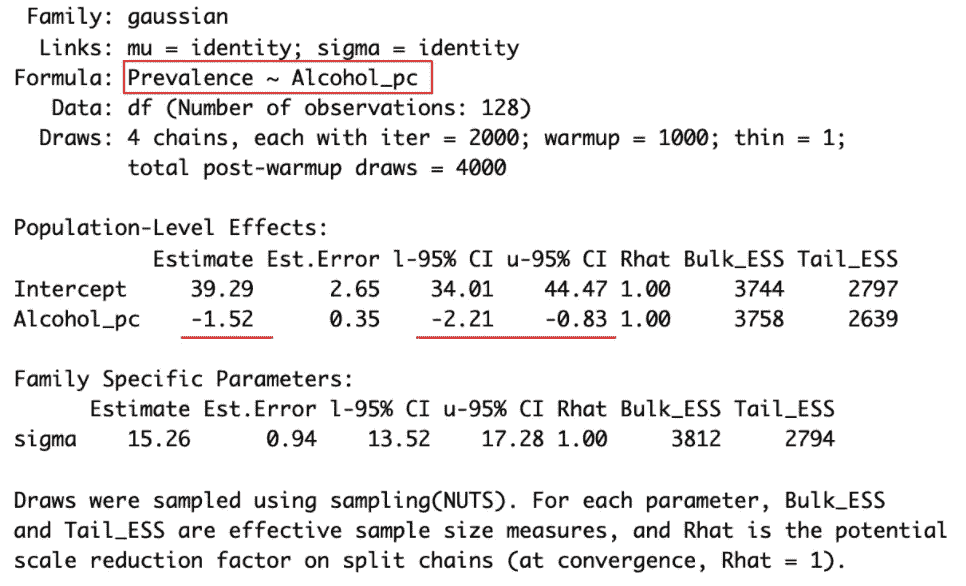 Family: gaussian
Links: mu = identity; sigma = identity
Formula: Prevalence ~ Alcohol_pc
Data: df (Number of observations: 128)
Draws: 4 chains, each with iter = 2000; warmup = 1000; thin = 1;
total post-warmup draws = 4000
Population-Level Effects:
Estimate Est.Error l-95% CI u-95% CI Rhat Bulk_ESS Tail_ESS
Intercept 39.29 2.65 34.01 44.47 1.00 3744 2797
Alcohol_pc -1.52 0.35 -2.21 -0.83 1.00 3758 2639
Family Specific Parameters:
Estimate Est.Error l-95% CI u-95% CI Rhat Bulk_ESS Tail_ESS
sigma 15.26 0.94 13.52 17.28 1.00 3812 2794
Draws were sampled using sampling(NUTS). For each parameter, Bulk_ESS
and Tail_ESS are effective sample size measures, and Rhat is the potential
scale reduction factor on split chains (at convergence, Rhat = 1).